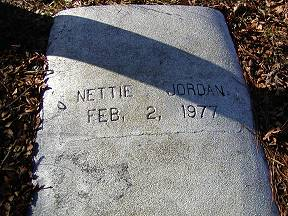 NETTIE JORDAN
FEB. 2, 1977